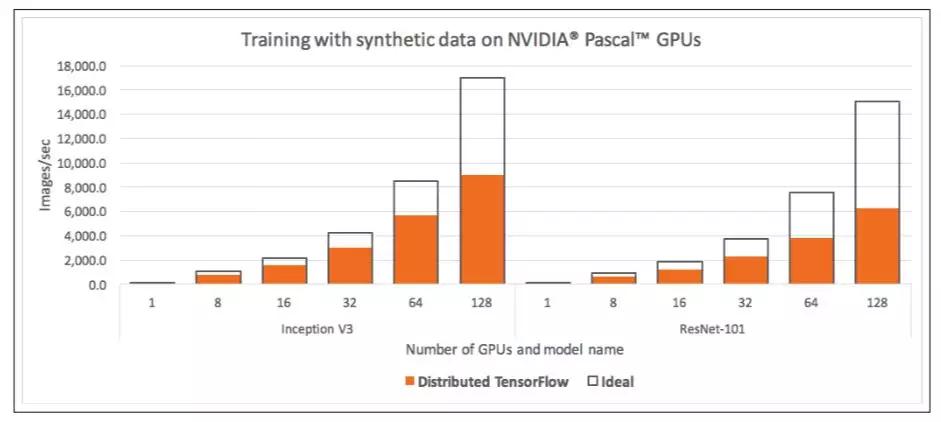 Training with synthetic data on NVIDIA® Pascal™ GPUs
Images/sec
18,000.0
16,000.0
14,000.0
12,000.0
10,000.0
8,000.0
6,000.0
4,000.0
2,000.0
0.0
1 8 16 32 64 128 1 8 16 32 64 128
Inception V3 ResNet-101
Number of GPUs and model name
Distributed TensorFlow Ideal